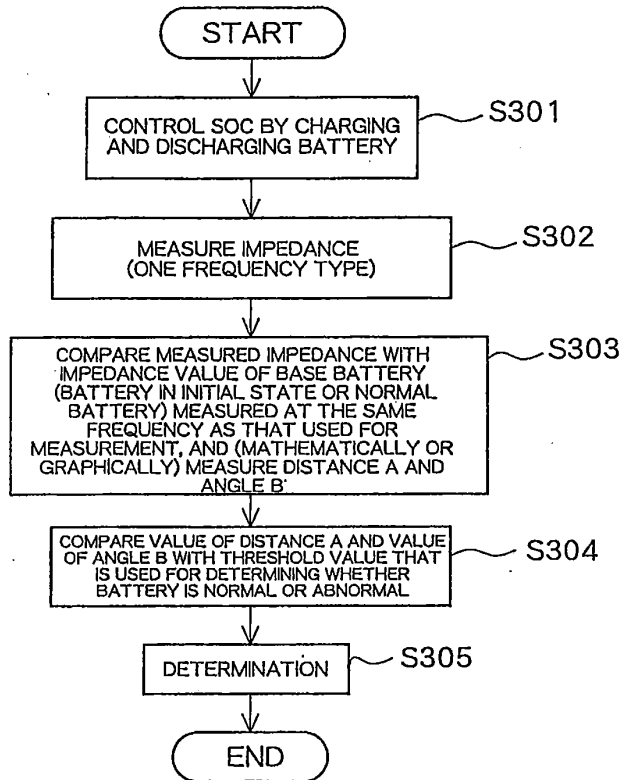 START
CONTROL SOC BY CHARGING
AND DISCHARGING BATTERY
S301
MEASURE IMPEDANCE
(ONE FREQUENCY TYPE)
S302
COMPARE MEASURED IMPEDANCE WITH
IMPEDANCE VALUE OF BASE BATTERY
(BATTERY IN INITIAL STATE OR NORMAL
BATTERY) MEASURED AT THE SAME
FREQUENCY AS THAT USED FOR
MEASUREMENT, AND (MATHEMATICALLY OR
GRAPHICALLY) MEASURE DISTANCE A AND
ANGLE B
S303
COMPARE VALUE OF DISTANCE A AND VALUE
OF ANGLE B WITH THRESHOLD VALUE THAT
IS USED FOR DETERMINING WHETHER
BATTERY IS NORMAL OR ABNORMAL
S304
DETERMINATION
S305
END